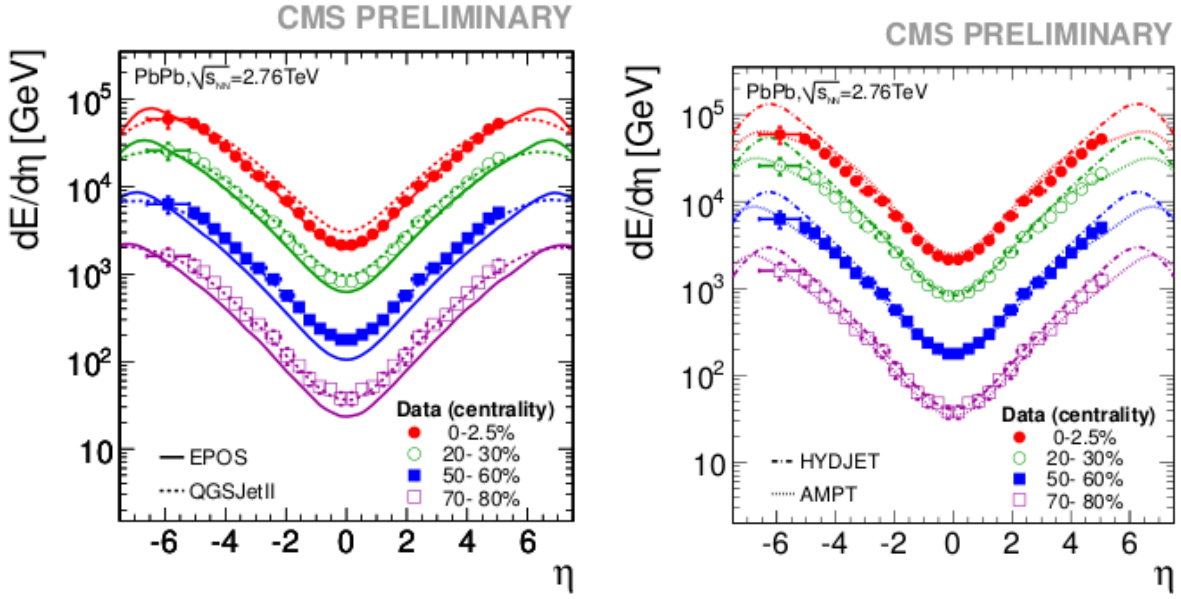 CMS PRELIMINARY
dE/dη [GeV]
PbPb,√s_NN=2.76TeV
10^5
10^4
10^3
10^2
10
Data (centrality)
0-2.5%
20- 30%
50- 60%
70- 80%
EPOS
QGSJetII
-6 -4 -2 0 2 4 6
η
CMS PRELIMINARY
dE/dη [GeV]
PbPb,√s_NN=2.76TeV
10^5
10^4
10^3
10^2
10
Data (centrality)
0-2.5%
20- 30%
50- 60%
70- 80%
HYDJET
AMPT
-6 -4 -2 0 2 4 6
η